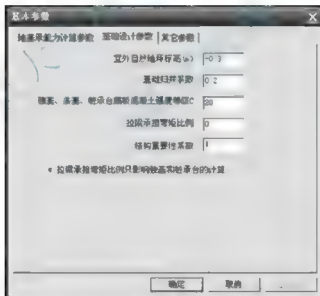 基本参数
地基承载力计算参数 基础设计参数 其它参数
室外自然地坪标高(m) -0.3
基础归并系数 0.2
独基、条基、桩承台底板混凝土强度等级C 20
拉梁承担弯矩比例 0
结构重要性系数 1
* 拉梁承担弯矩比例只影响独基和桩承台的计算
确定 取消